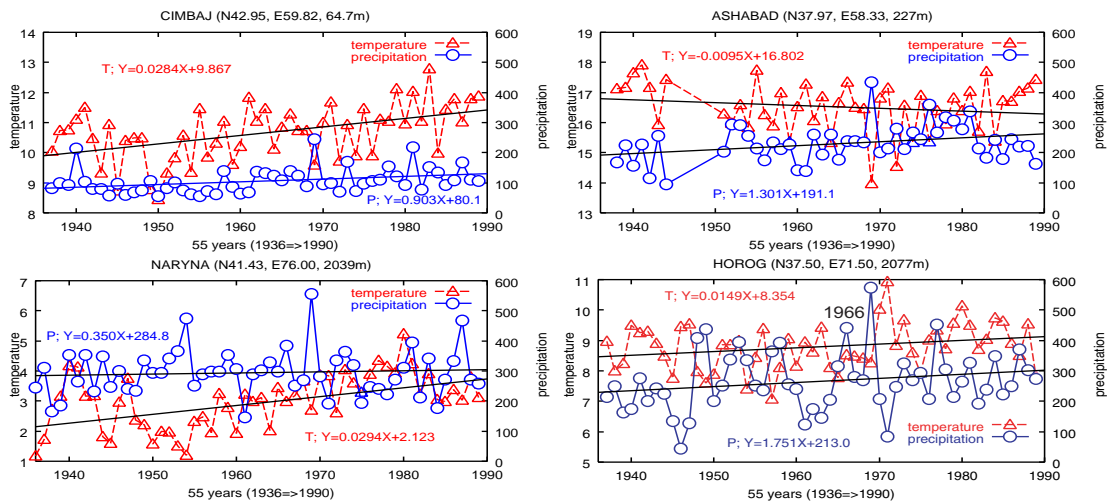 CIMBAJ (N42.95, E59.82, 64.7m)
14
13
12
11
10
9
8
temperature
600
500
400
300
200
100
0
precipitation
temperature
precipitation
T; Y=0.0284X+9.867
P; Y=0.903X+80.1
1940 1950 1960 1970 1980 1990
55 years (1936=>1990)
ASHABAD (N37.97, E58.33, 227m)
19
18
17
16
15
14
13
temperature
600
500
400
300
200
100
0
precipitation
temperature
precipitation
T; Y=-0.0095X+16.802
P; Y=1.301X+191.1
1940 1950 1960 1970 1980 1990
55 years (1936=>1990)
NARYNA (N41.43, E76.00, 2039m)
7
6
5
4
3
2
1
temperature
600
500
400
300
200
100
0
precipitation
temperature
precipitation
P; Y=0.350X+284.8
T; Y=0.0294X+2.123
1940 1950 1960 1970 1980 1990
55 years (1936=>1990)
HOROG (N37.50, E71.50, 2077m)
11
10
9
8
7
6
5
temperature
600
500
400
300
200
100
0
precipitation
T; Y=0.0149X+8.354
1966
P; Y=1.751X+213.0
temperature
precipitation
1940 1950 1960 1970 1980 1990
55 years (1936=>1990)